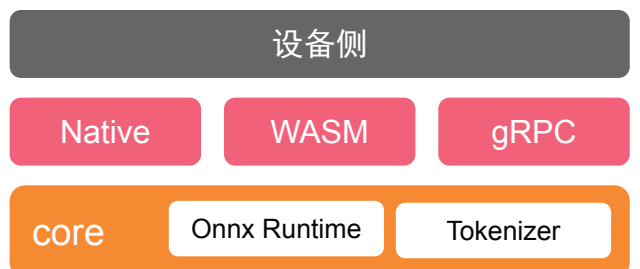 设备侧
Native WASM gRPC
core Onnx Runtime Tokenizer